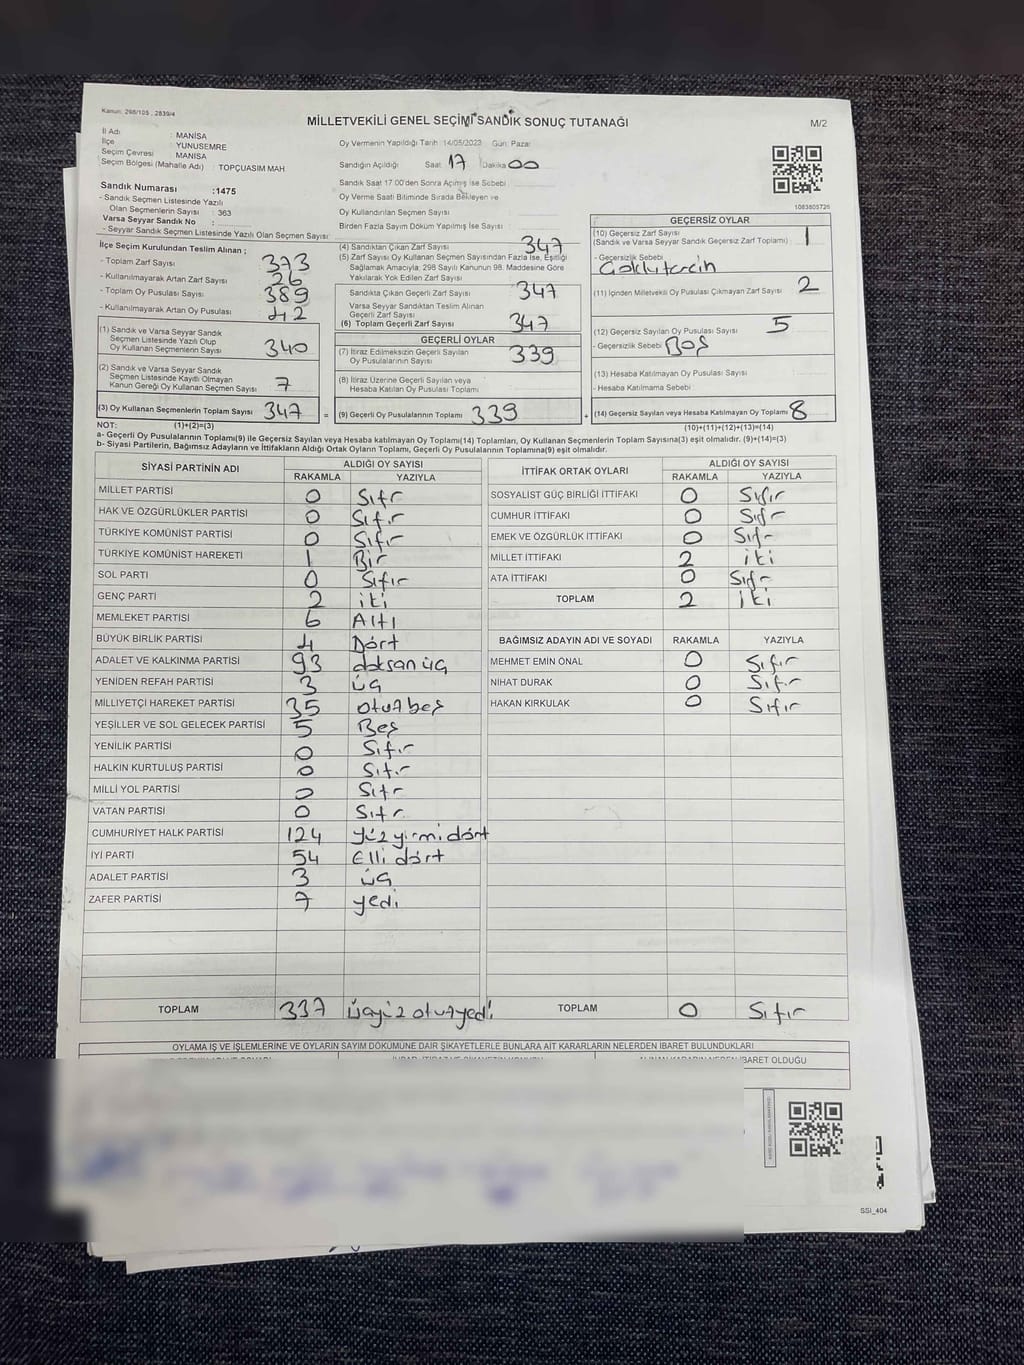 Kanun: 298/105 , 2839/4
MİLLETVEKİLİ GENEL SEÇİMİ SANDIK SONUÇ TUTANAĞI
M/2
İl Adı : MANİSA
İlçe : YUNUSEMRE
Seçim Çevresi : MANİSA
Seçim Bölgesi (Mahalle Adı) : TOPÇUASIM MAH
Oy Vermenin Yapıldığı Tarih 14/05/2023 Gün: Pazar
Sandığın Açıldığı Saat 17 Dakika 00
Sandık Saat 17:00'den Sonra Açılmış İse Sebebi :
Oy Verme Saati Bitiminde Sırada Bekleyen ve
Oy Kullandırılan Seçmen Sayısı :
Birden Fazla Sayım Döküm Yapılmış İse Sayısı :
1083805726
Sandık Numarası :1475
- Sandık Seçmen Listesinde Yazılı
Olan Seçmenlerin Sayısı : 363
Varsa Seyyar Sandık No :
- Seyyar Sandık Seçmen Listesinde Yazılı Olan Seçmen Sayısı :
İlçe Seçim Kurulundan Teslim Alınan ;
- Toplam Zarf Sayısı 373
- Kullanılmayarak Artan Zarf Sayısı 26
- Toplam Oy Pusulası Sayısı 389
- Kullanılmayarak Artan Oy Pusulası 42
(1) Sandık ve Varsa Seyyar Sandık
Seçmen Listesinde Yazılı Olup
Oy Kullanan Seçmenlerin Sayısı 340
(2) Sandık ve Varsa Seyyar Sandık
Seçmen Listesinde Kayıtlı Olmayan
Kanun Gereği Oy Kullanan Seçmen Sayısı 7
(3) Oy Kullanan Seçmenlerin Toplam Sayısı 347 =
(4) Sandıktan Çıkan Zarf Sayısı 347
(5) Zarf Sayısı Oy Kullanan Seçmen Sayısından Fazla İse, Eşitliği
Sağlamak Amacıyla; 298 Sayılı Kanunun 98. Maddesine Göre
Yakılarak Yok Edilen Zarf Sayısı
Sandıkta Çıkan Geçerli Zarf Sayısı 347
Varsa Seyyar Sandıktan Teslim Alınan
Geçerli Zarf Sayısı
(6) Toplam Geçerli Zarf Sayısı 347
GEÇERLİ OYLAR
(7) İtiraz Edilmeksizin Geçerli Sayılan
Oy Pusulalarının Sayısı 339
(8) İtiraz Üzerine Geçerli Sayılan veya
Hesaba Katılan Oy Pusulası Toplamı
(9) Geçerli Oy Pusulalarının Toplamı 339 +
GEÇERSİZ OYLAR
(10) Geçersiz Zarf Sayısı 1
(Sandık ve Varsa Seyyar Sandık Geçersiz Zarf Toplamı)
- Geçersizlik Sebebi
(11) İçinden Milletvekili Oy Pusulası Çıkmayan Zarf Sayısı 2
(12) Geçersiz Sayılan Oy Pusulası Sayısı 5
- Geçersizlik Sebebi Boş
(13) Hesaba Katılmayan Oy Pusulası Sayısı
- Hesaba Katılmama Sebebi
(14) Geçersiz Sayılan veya Hesaba Katılmayan Oy Toplamı 8
NOT: (1)+(2)=(3)
(10)+(11)+(12)+(13)=(14)
a- Geçerli Oy Pusulalarının Toplamı(9) ile Geçersiz Sayılan veya Hesaba katılmayan Oy Toplamı(14) Toplamları, Oy Kullanan Seçmenlerin Toplam Sayısına(3) eşit olmalıdır. (9)+(14)=(3)
b- Siyasi Partilerin, Bağımsız Adayların ve İttifakların Aldığı Ortak Oyların Toplamı, Geçerli Oy Pusulalarının Toplamına(9) eşit olmalıdır.
SİYASİ PARTİNİN ADI ALDIĞI OY SAYISI
RAKAMLA YAZIYLA
MİLLET PARTİSİ 0 Sıfır
HAK VE ÖZGÜRLÜKLER PARTİSİ 0 Sıfır
TÜRKİYE KOMÜNİST PARTİSİ 0 Sıfır
TÜRKİYE KOMÜNİST HAREKETİ 1 Bir
SOL PARTİ 0 Sıfır
GENÇ PARTİ 2 iki
MEMLEKET PARTİSİ 6 Altı
BÜYÜK BİRLİK PARTİSİ 4 Dört
ADALET VE KALKINMA PARTİSİ 93 doksan üç
YENİDEN REFAH PARTİSİ 3 üç
MİLLİYETÇİ HAREKET PARTİSİ 35 otuzbeş
YEŞİLLER VE SOL GELECEK PARTİSİ 5 Beş
YENİLİK PARTİSİ 0 Sıfır
HALKIN KURTULUŞ PARTİSİ 0 Sıfır
MİLLİ YOL PARTİSİ 0 Sıfır
VATAN PARTİSİ 0 Sıfır
CUMHURİYET HALK PARTİSİ 124 yüz yirmi dört
İYİ PARTİ 54 Elli dört
ADALET PARTİSİ 3 üç
ZAFER PARTİSİ 7 yedi
TOPLAM 337 üçyüz otuzyedi
İTTİFAK ORTAK OYLARI ALDIĞI OY SAYISI
RAKAMLA YAZIYLA
SOSYALİST GÜÇ BİRLİĞİ İTTİFAKI 0 Sıfır
CUMHUR İTTİFAKI 0 Sıfır
EMEK VE ÖZGÜRLÜK İTTİFAKI 0 Sıfır
MİLLET İTTİFAKI 2 iki
ATA İTTİFAKI 0 Sıfır
TOPLAM 2 iki
BAĞIMSIZ ADAYIN ADI VE SOYADI RAKAMLA YAZIYLA
MEHMET EMİN ÖNAL 0 Sıfır
NİHAT DURAK 0 Sıfır
HAKAN KIRKULAK 0 Sıfır
TOPLAM 0 Sıfır
OYLAMA İŞ VE İŞLEMLERİNE VE OYLARIN SAYIM DÖKÜMÜNE DAİR ŞİKAYETLERLE BUNLARA AİT KARARLARIN NELERDEN İBARET BULUNDUKLARI
SSİ_404